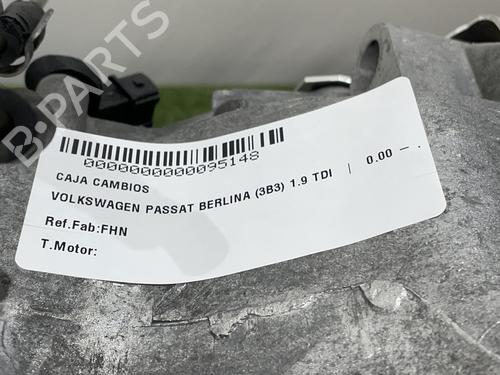 B-PARTS
0000000000095148
CAJA CAMBIOS
VOLKSWAGEN PASSAT BERLINA (3B3) 1.9 TDI | 0.00 – .
Ref.Fab:FHN
T.Motor: